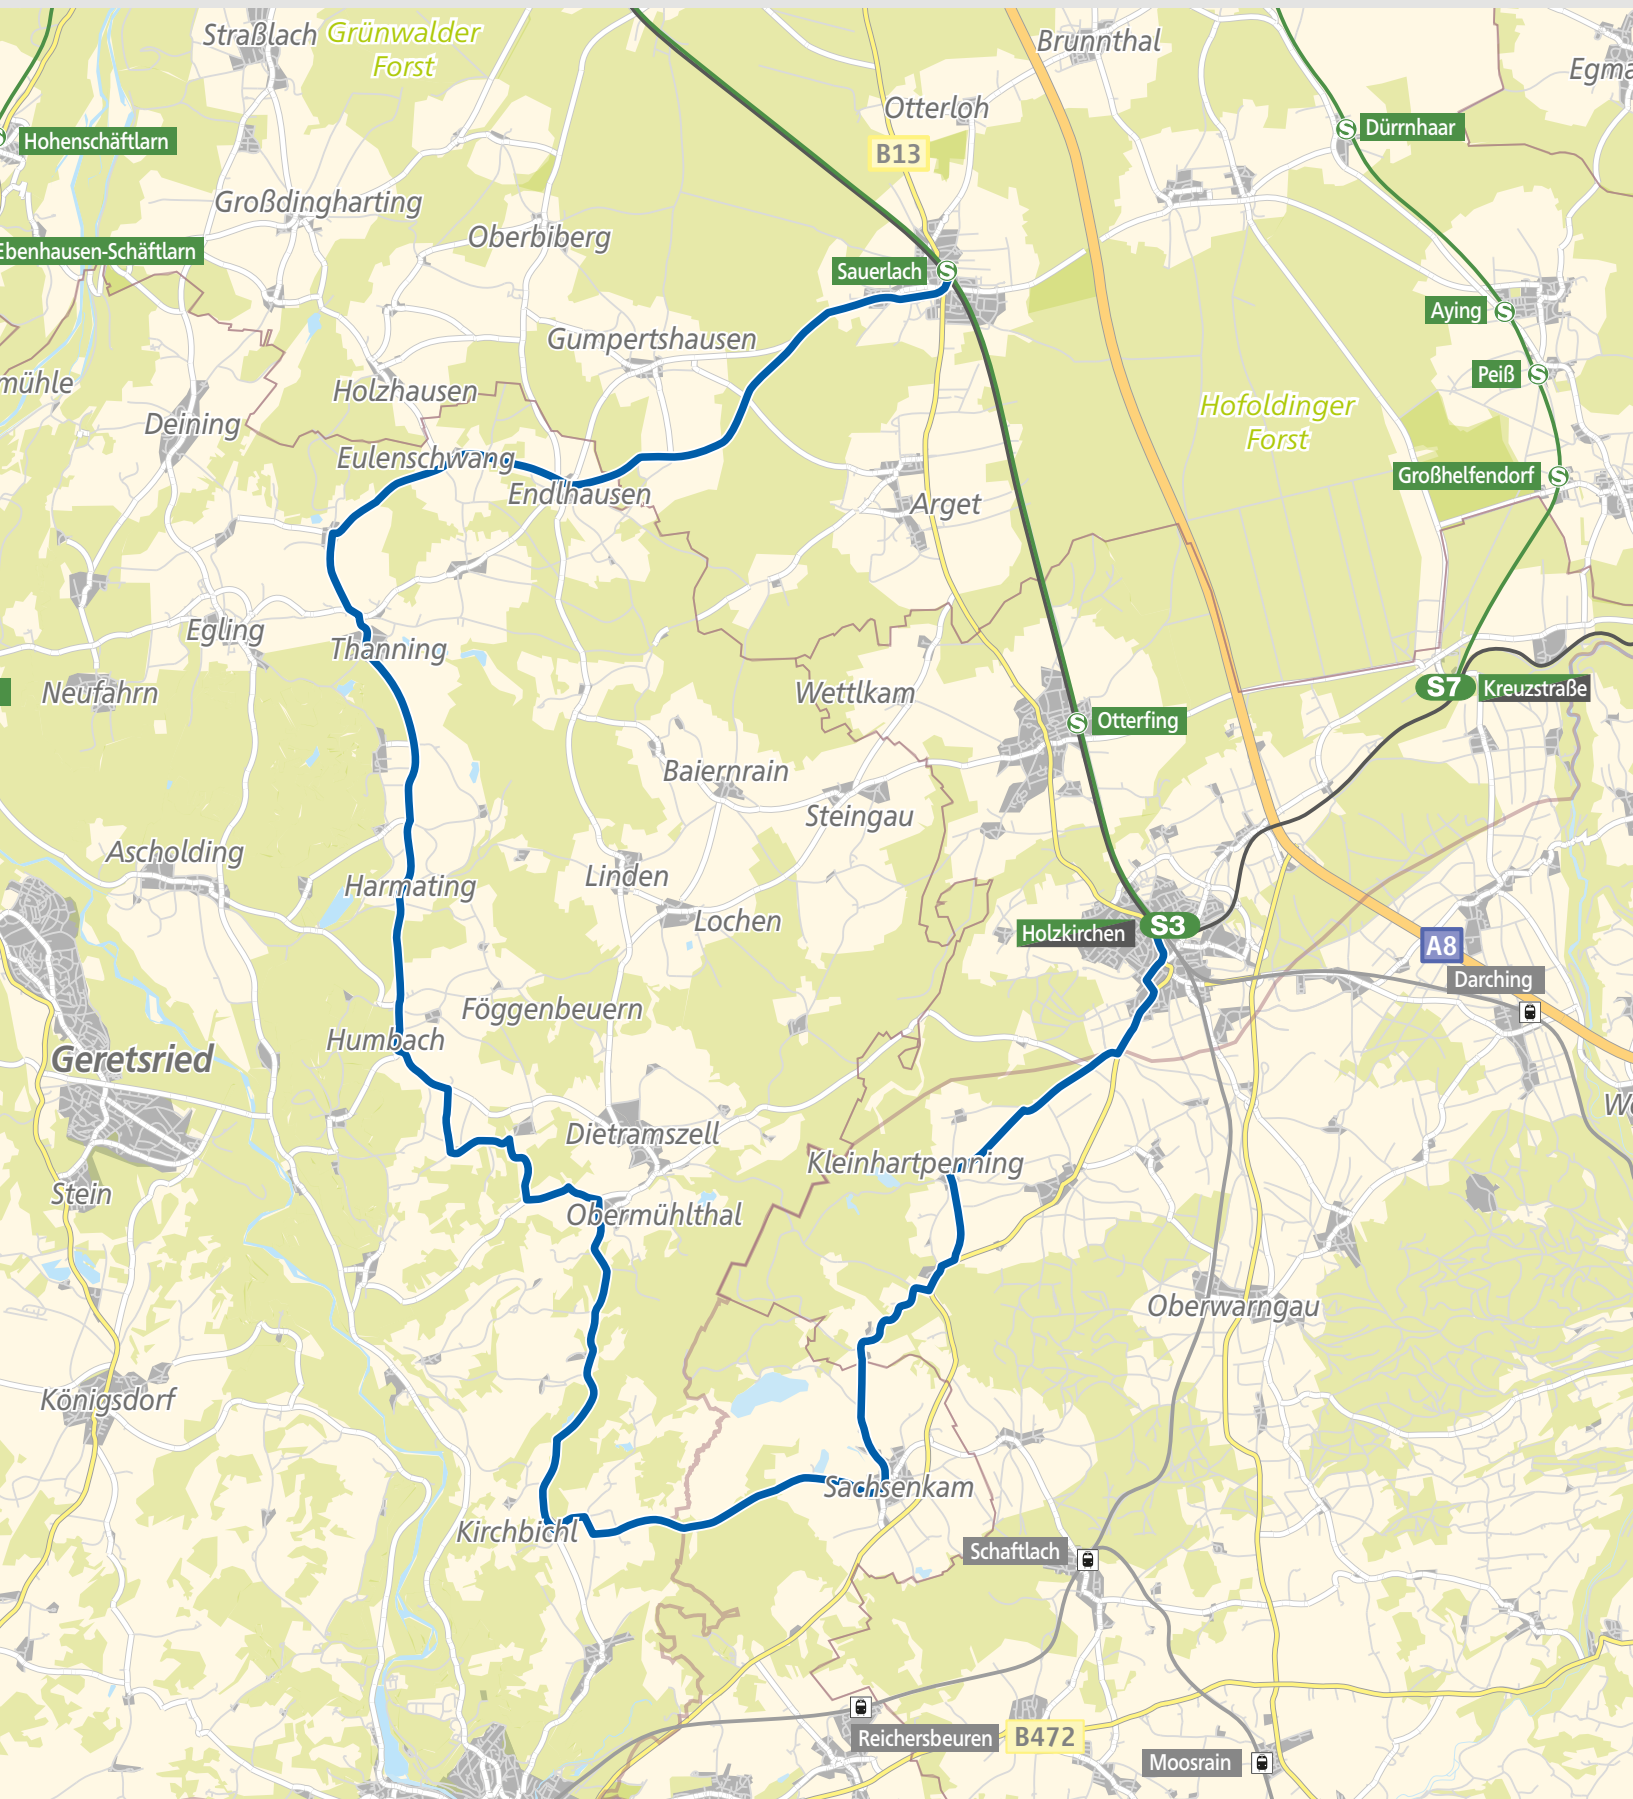 Straßlach
Grünwalder
Forst
Brunnthal
Otterloh
Hohenschäftlarn
B13
Dürrnhaar
Großdingharting
Oberbiberg
Ebenhausen-Schäftlarn
Sauerlach
S
S
Aying
S
Gumpertshausen
Peiß
S
Holzhausen
Deining
Hofoldinger
Forst
Eulenschwang
Großhelfendorf
S
Endlhausen
Arget
Egling
Thanning
Neufahrn
Wettlkam
S7
Kreuzstraße
S
Otterfing
Baiernrain
Steingau
Ascholding
Harmating
Linden
Lochen
Holzkirchen
S3
A8
Darching
Föggenbeuern
Humbach
Geretsried
Dietramszell
Kleinhartpenning
Stein
Obermühlthal
Oberwarngau
Königsdorf
Sachsenkam
Kirchbichl
Schaftlach
Reichersbeuren
B472
Moosrain